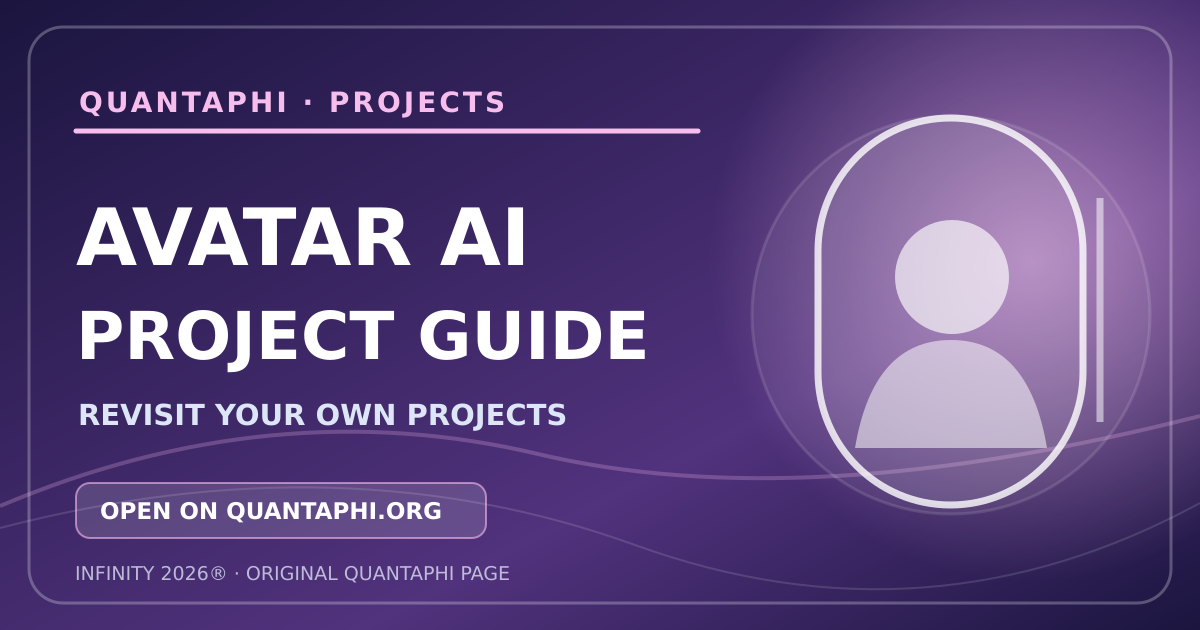 QUANTAPHI · PROJECTS
AVATAR AI
PROJECT GUIDE
REVISIT YOUR OWN PROJECTS
OPEN ON QUANTAPHI.ORG
INFINITY 2026® · ORIGINAL QUANTAPHI PAGE